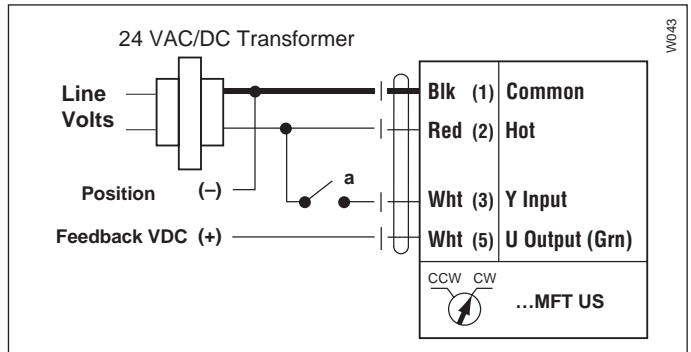 W043
24 VAC/DC Transformer
Line
Volts
Blk (1) Common
Red (2) Hot
a
Position (–)
Wht (3) Y Input
Feedback VDC (+)
Wht (5) U Output (Grn)
CCW CW
...MFT US